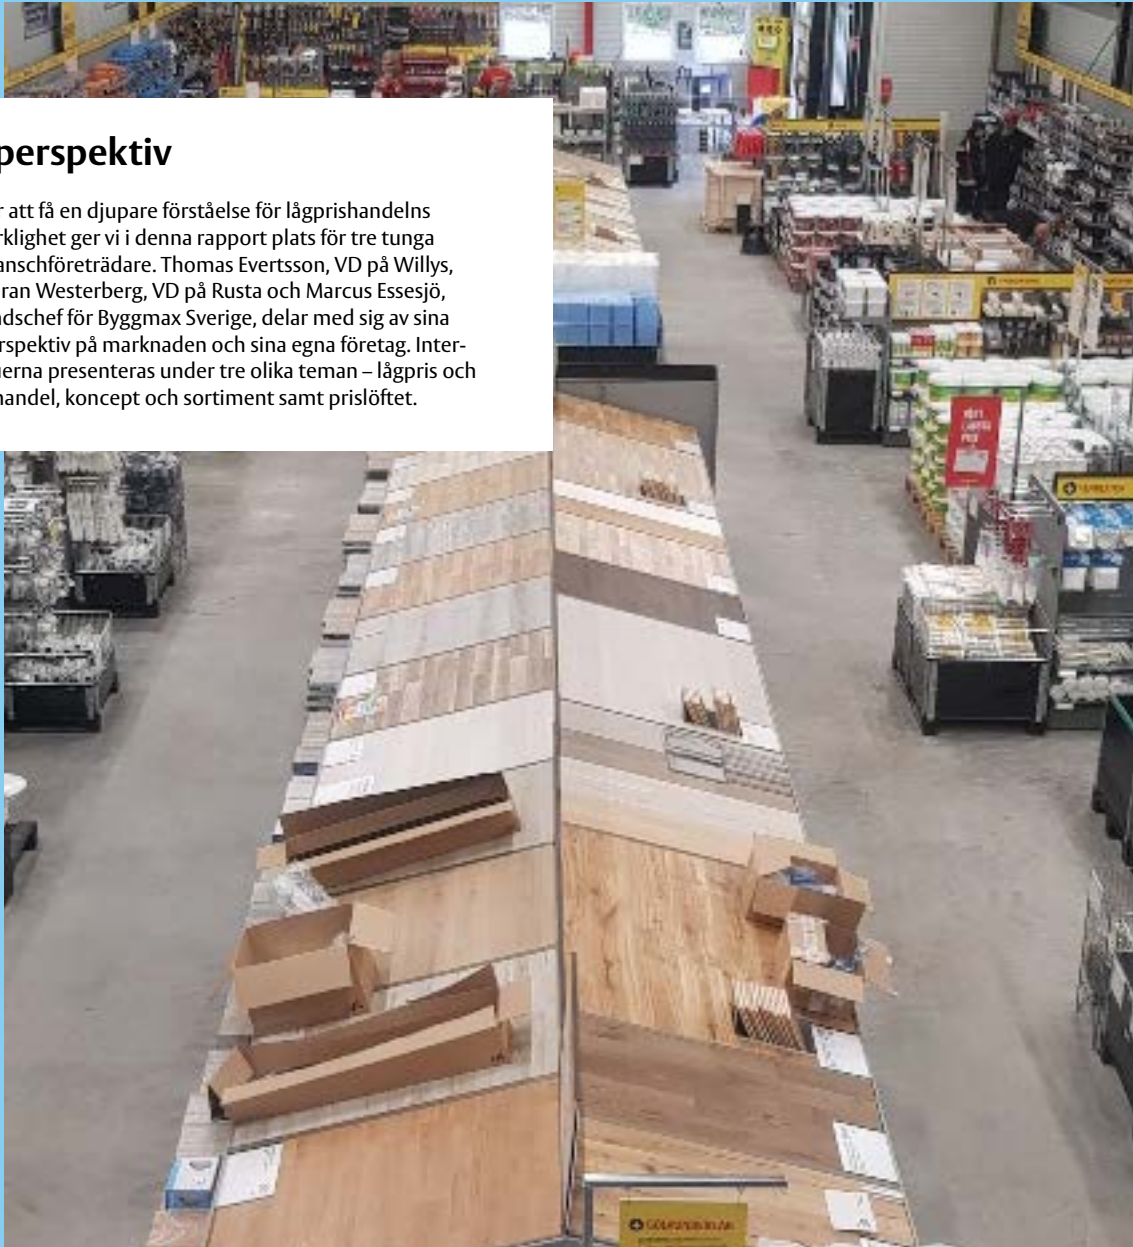 perspektiv
r att få en djupare förståelse för lågprishandelns
rklighet ger vi i denna rapport plats för tre tunga
anschföreträdare. Thomas Evertsson, VD på Willys,
ran Westerberg, VD på Rusta och Marcus Essesjö,
ndschef för Byggmax Sverige, delar med sig av sina
rspektiv på marknaden och sina egna företag. Inter-
uerna presenteras under tre olika teman – lågpris och
handel, koncept och sortiment samt prislöftet.